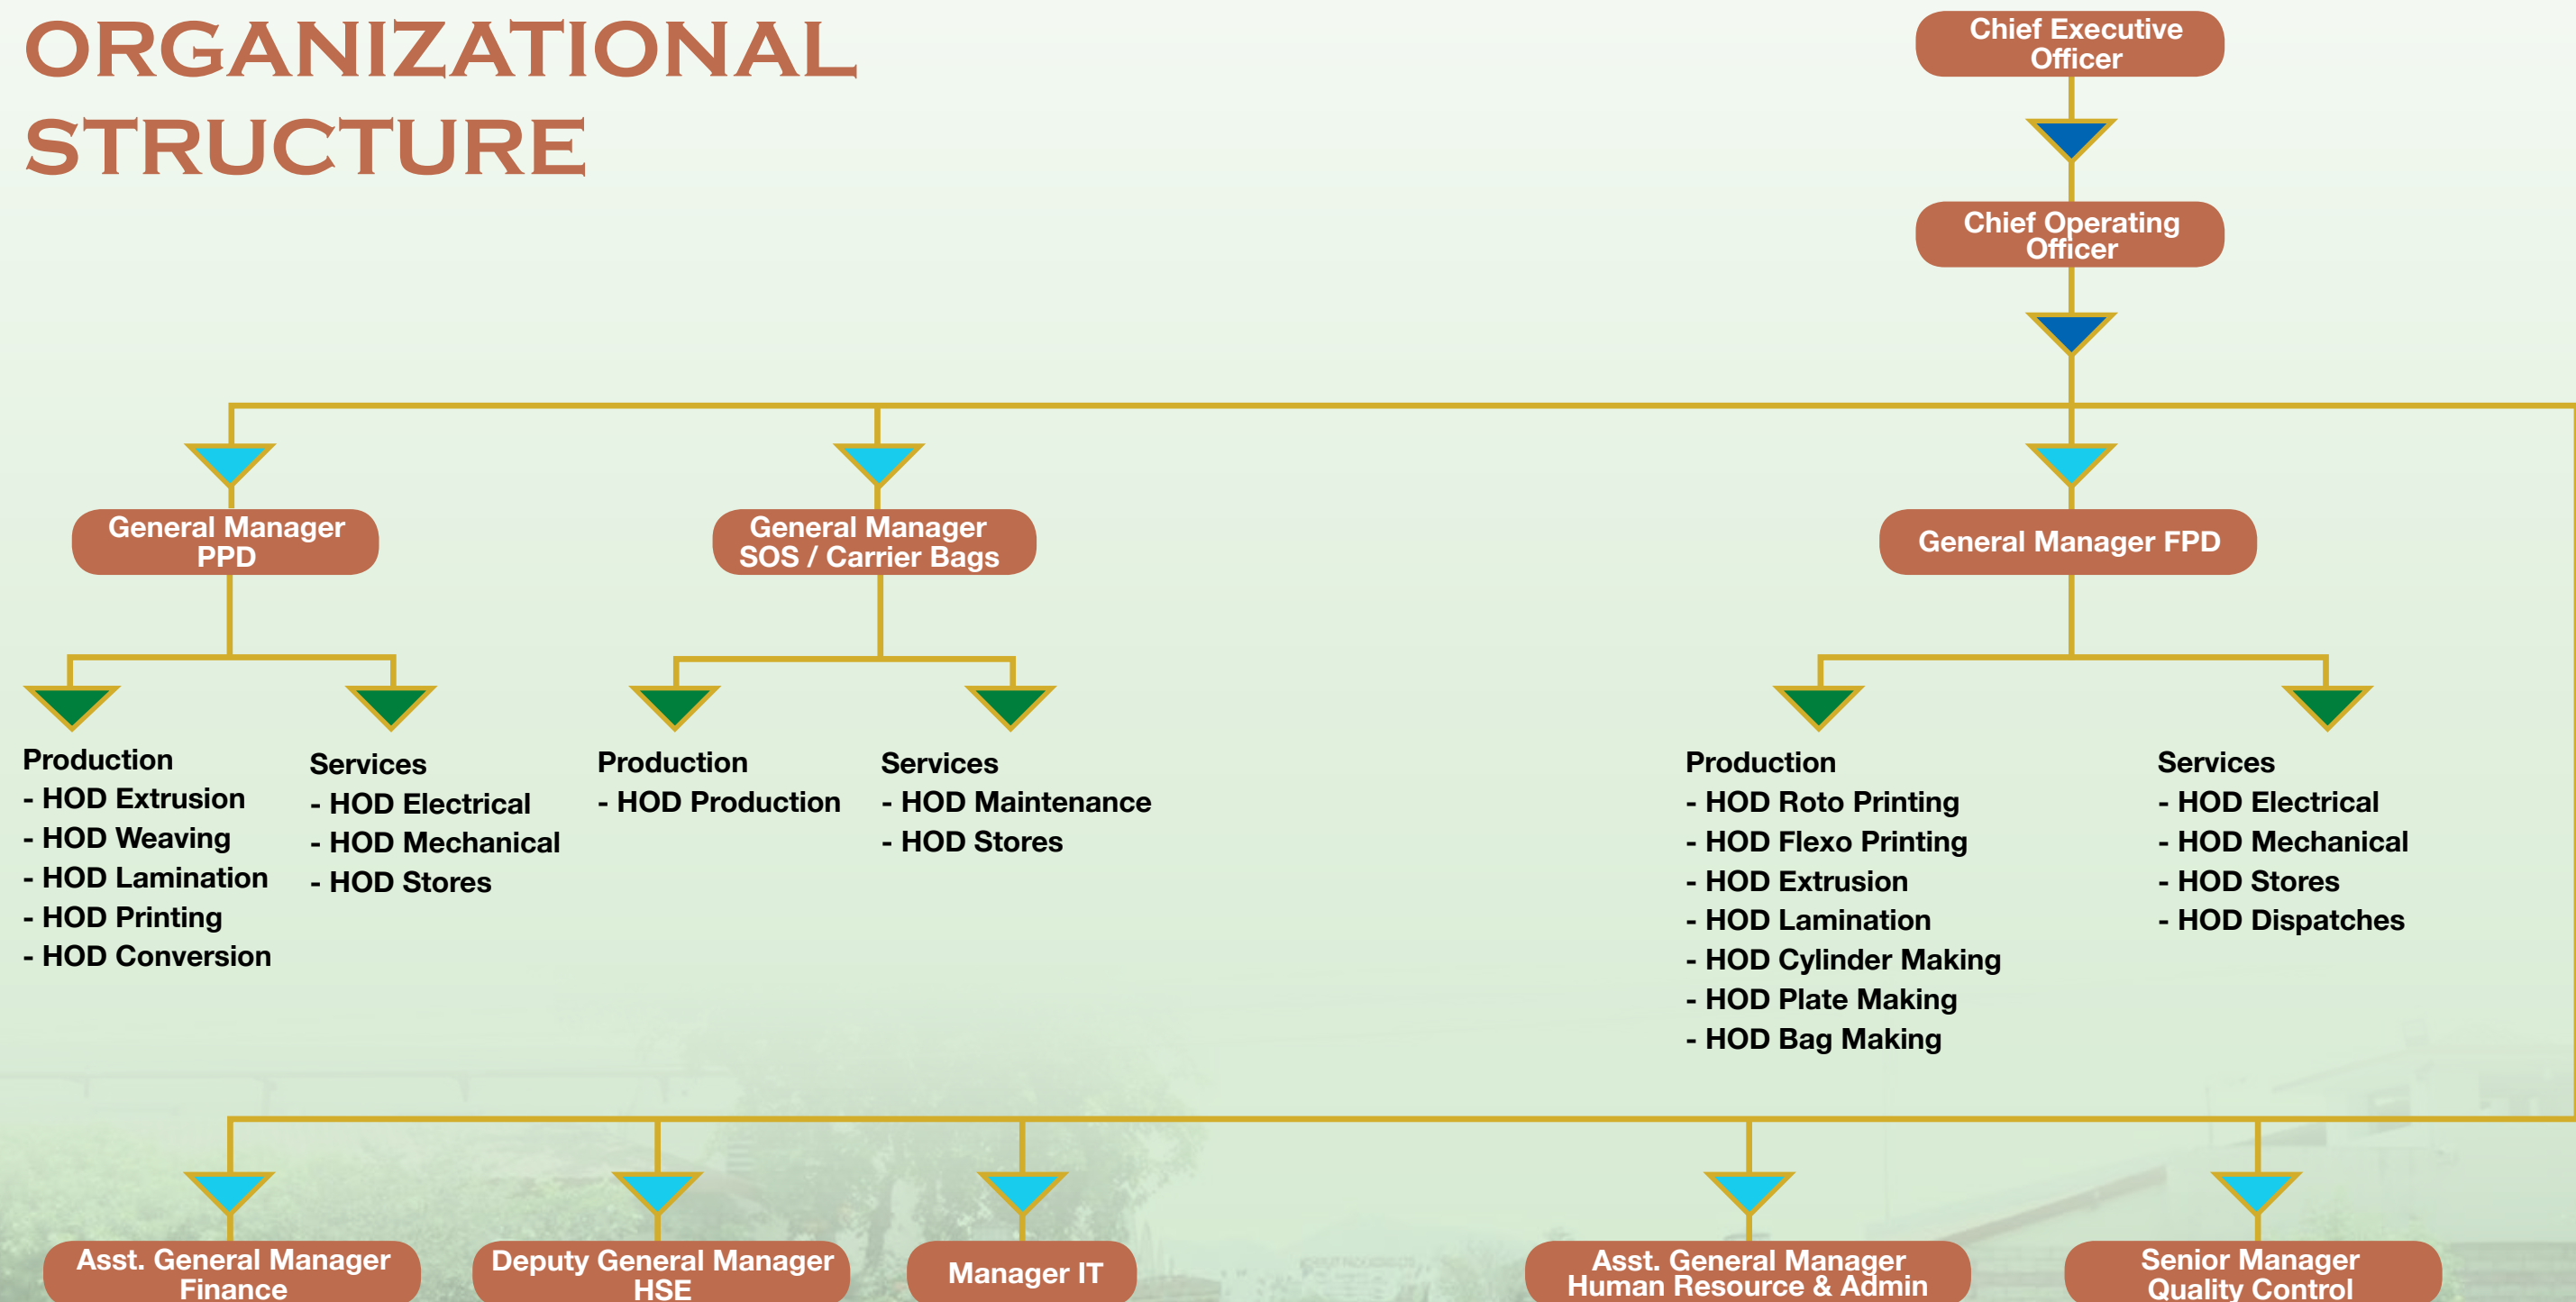 ORGANIZATIONAL
STRUCTURE
Chief Executive
Officer
Chief Operating
Officer
General Manager
PPD
General Manager
SOS / Carrier Bags
General Manager FPD
Production
- HOD Extrusion
- HOD Weaving
- HOD Lamination
- HOD Printing
- HOD Conversion
Services
- HOD Electrical
- HOD Mechanical
- HOD Stores
Production
- HOD Production
Services
- HOD Maintenance
- HOD Stores
Production
- HOD Roto Printing
- HOD Flexo Printing
- HOD Extrusion
- HOD Lamination
- HOD Cylinder Making
- HOD Plate Making
- HOD Bag Making
Services
- HOD Electrical
- HOD Mechanical
- HOD Stores
- HOD Dispatches
Asst. General Manager
Finance
Deputy General Manager
HSE
Manager IT
Asst. General Manager
Human Resource & Admin
Senior Manager
Quality Control